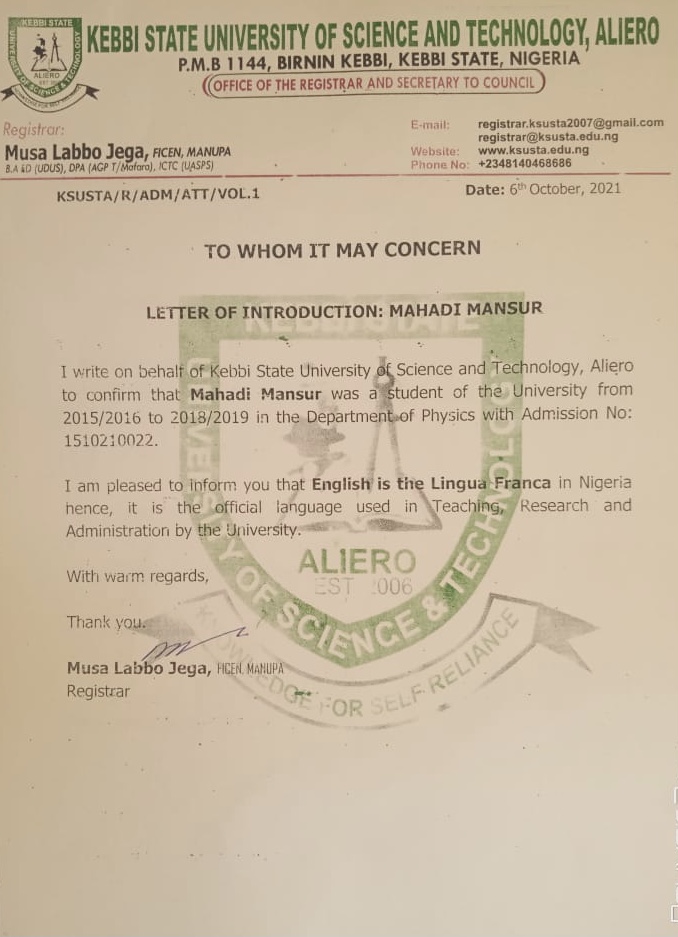 KEBBI STATE
UNIVERSITY OF SCIENCE & TECHNOLOGY
ALIERO
KEBBI STATE UNIVERSITY OF SCIENCE AND TECHNOLOGY, ALIERO
P.M.B 1144, BIRNIN KEBBI, KEBBI STATE, NIGERIA
OFFICE OF THE REGISTRAR AND SECRETARY TO COUNCIL
Registrar:
Musa Labbo Jega, FICEN, MANUPA
B.A ED (UDUS), DPA (AGP T/Mafara), ICTC (UASPS)
E-mail: registrar.ksusta2007@gmail.com
registrar@ksusta.edu.ng
Website: www.ksusta.edu.ng
Phone No: +2348140468686
KSUSTA/R/ADM/ATT/VOL.1
Date: 6th October, 2021
TO WHOM IT MAY CONCERN
LETTER OF INTRODUCTION: MAHADI MANSUR
I write on behalf of Kebbi State University of Science and Technology, Aliero
to confirm that Mahadi Mansur was a student of the University from
2015/2016 to 2018/2019 in the Department of Physics with Admission No:
1510210022.
I am pleased to inform you that English is the Lingua Franca in Nigeria
hence, it is the official language used in Teaching, Research and
Administration by the University.
With warm regards,
Thank you.
Musa Labbo Jega, FICEN, MANUPA
Registrar
KEBBI STATE
UNIVERSITY OF SCIENCE & TECHNOLOGY
ALIERO
EST 2006
KNOWLEDGE FOR SELF RELIANCE